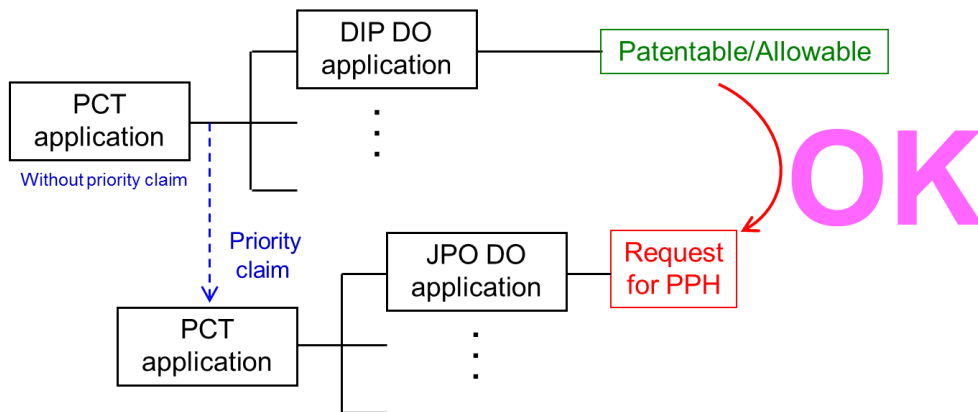 DIP DO
application
Patentable/Allowable
PCT
application
Without priority claim
OK
Priority
claim
JPO DO
application
Request
for PPH
PCT
application